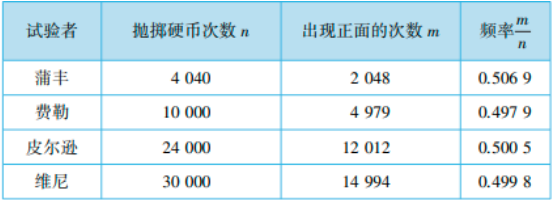 试验者 抛掷硬币次数 n 出现正面的次数 m 频率 m/n
蒲丰 4 040 2 048 0.506 9
费勒 10 000 4 979 0.497 9
皮尔逊 24 000 12 012 0.500 5
维尼 30 000 14 994 0.499 8